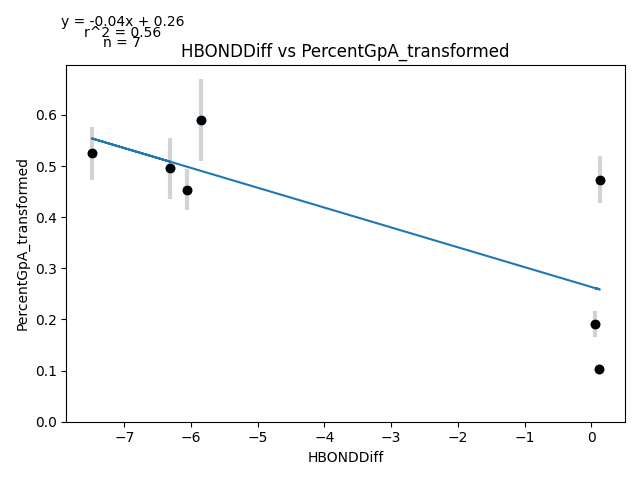 y = -0.04x + 0.26
r^2 = 0.56
n = 7
HBONDDiff vs PercentGpA_transformed
PercentGpA_transformed
0.6
0.5
0.4
0.3
0.2
0.1
0.0
−7 −6 −5 −4 −3 −2 −1 0
HBONDDiff